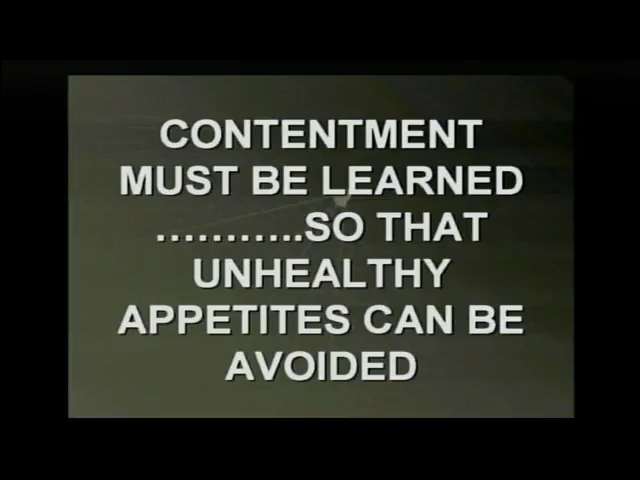 CONTENTMENT
MUST BE LEARNED
………..SO THAT
UNHEALTHY
APPETITES CAN BE
AVOIDED